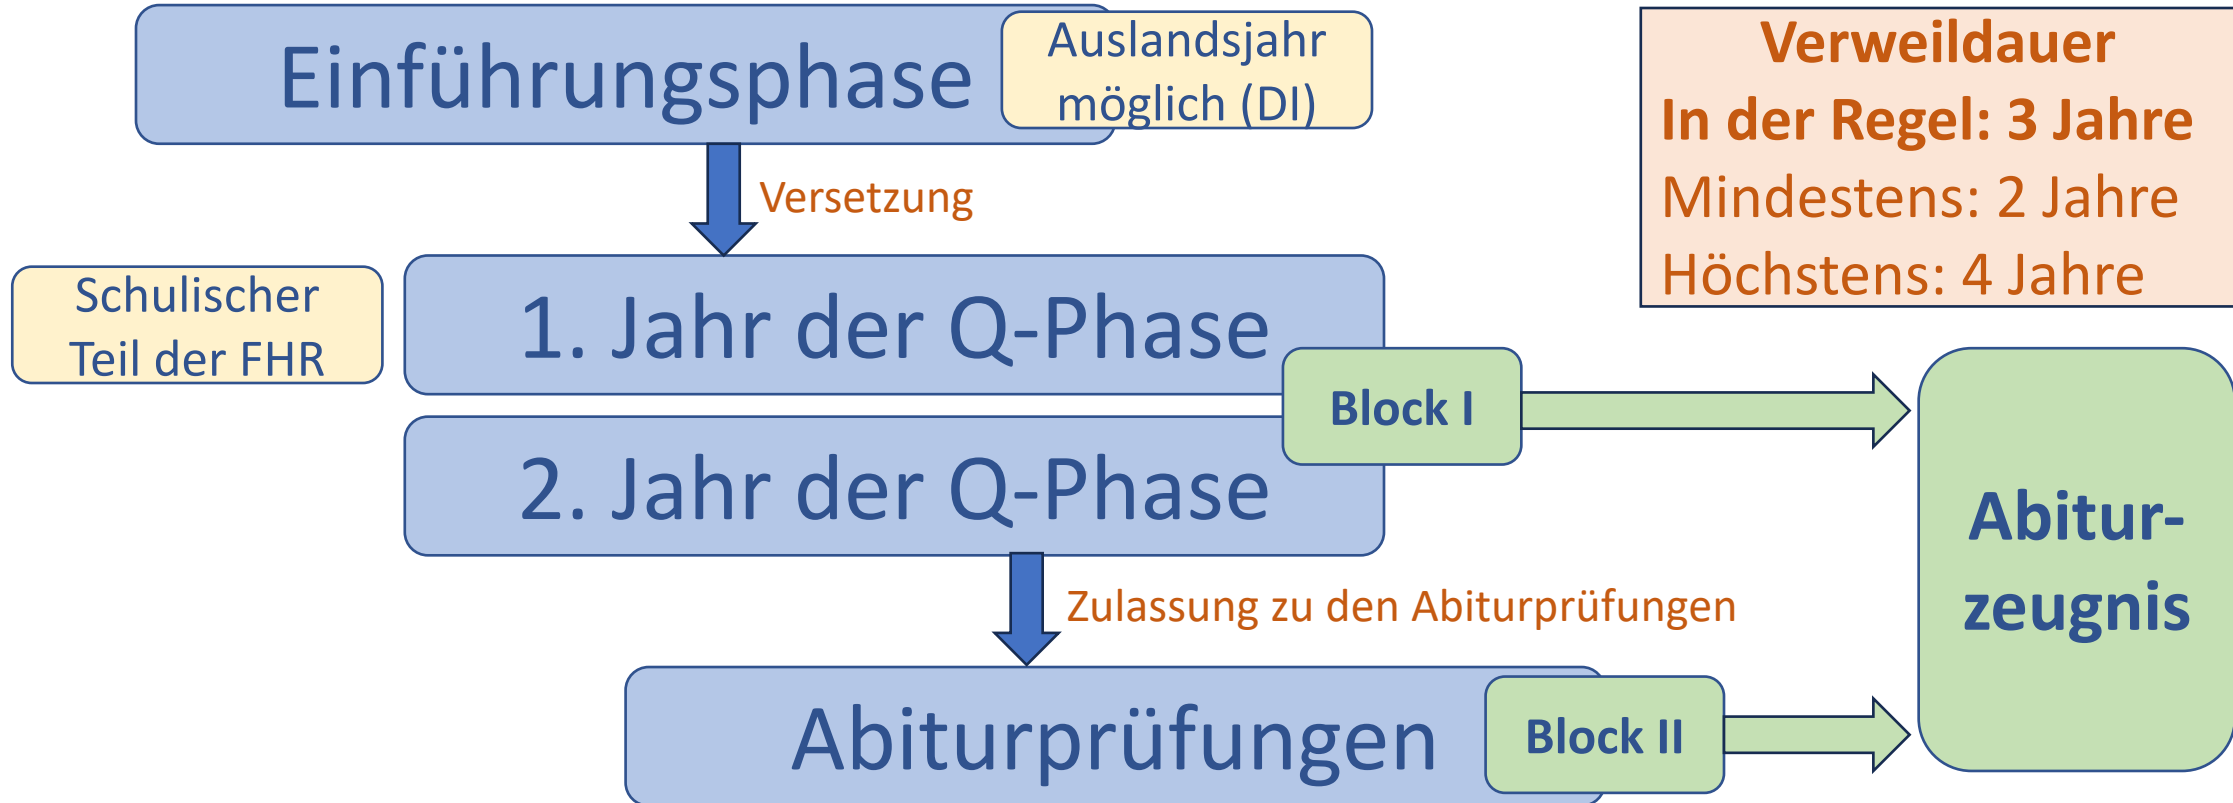 Einführungsphase
Auslandsjahr
möglich (DI)
Verweildauer
In der Regel: 3 Jahre
Mindestens: 2 Jahre
Höchstens: 4 Jahre
Versetzung
Schulischer
Teil der FHR
1. Jahr der Q-Phase
Block I
2. Jahr der Q-Phase
Abitur-
zeugnis
Zulassung zu den Abiturprüfungen
Abiturprüfungen
Block II